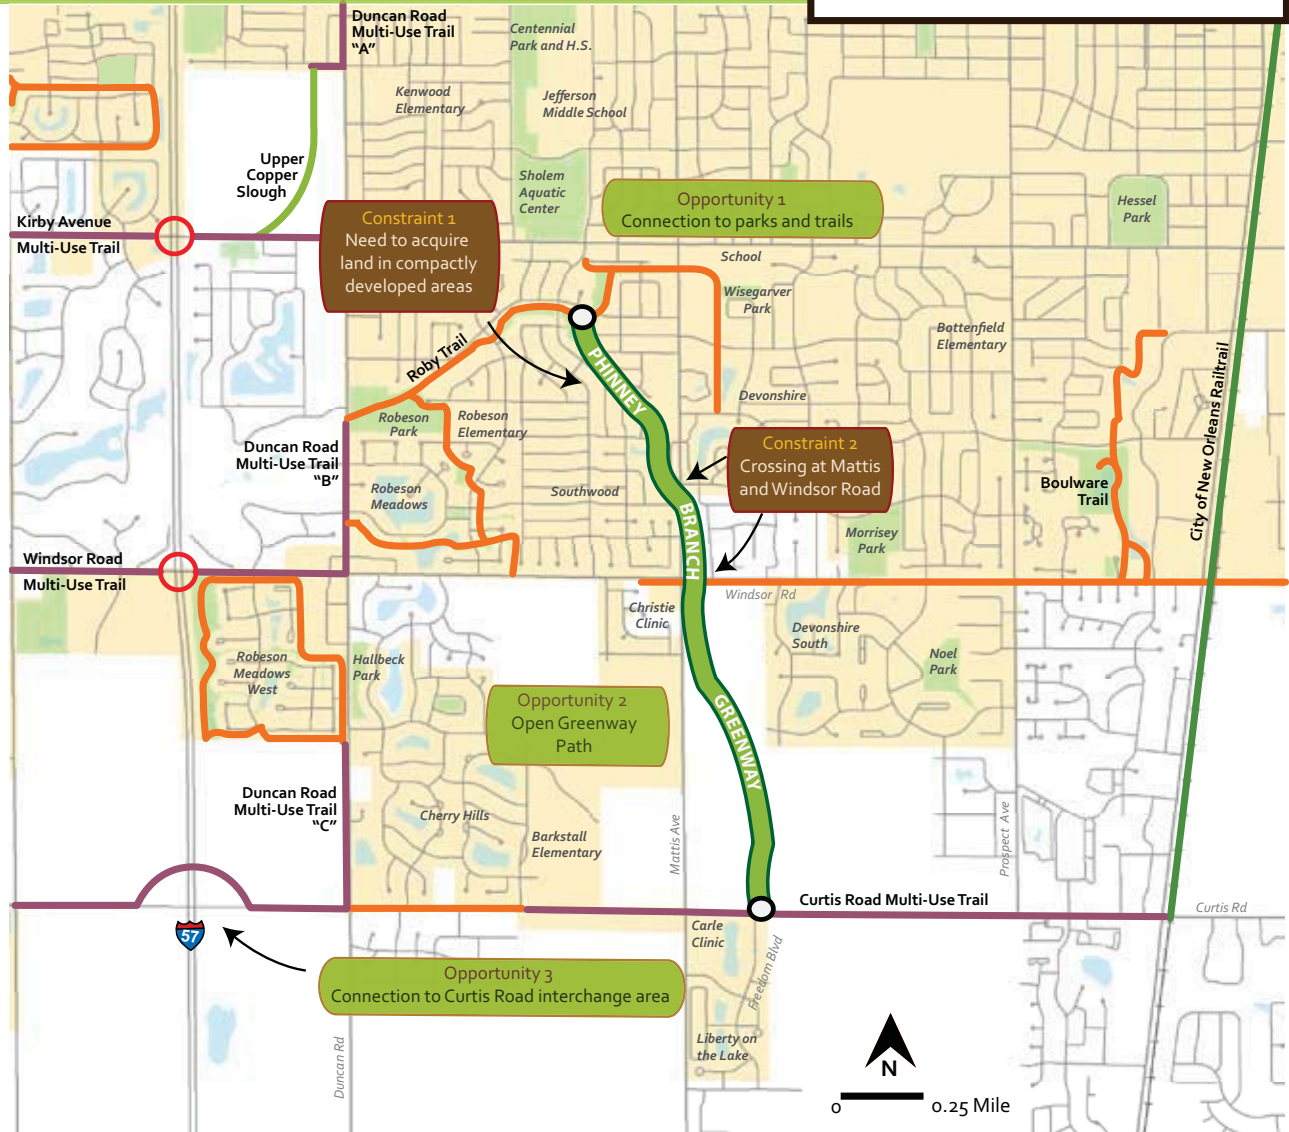 Duncan Road
Multi-Use Trail
“A”
Centennial
Park and H.S.
Kenwood
Elementary
Jefferson
Middle School
Upper
Copper
Slough
Sholem
Aquatic
Center
Opportunity 1
Connection to parks and trails
Hessel
Park
Kirby Avenue
Multi-Use Trail
Constraint 1
Need to acquire
land in compactly
developed areas
School
Wisegarver
Park
Bottenfield
Elementary
Roby Trail
PHINNEY
BRANCH
GREENWAY
City of New Orleans Railtrail
Devonshire
Robeson
Park
Robeson
Elementary
Duncan Road
Multi-Use Trail
“B”
Constraint 2
Crossing at Mattis
and Windsor Road
Robeson
Meadows
Southwood
Boulware
Trail
Morrisey
Park
Windsor Road
Multi-Use Trail
Windsor Rd
Christie
Clinic
Devonshire
South
Noel
Park
Robeson
Meadows
West
Hallbeck
Park
Opportunity 2
Open Greenway
Path
Duncan Road
Multi-Use Trail
“C”
Cherry Hills
Barkstall
Elementary
Mattis Ave
Prospect Ave
Curtis Road Multi-Use Trail
Curtis Rd
57
Carle
Clinic
Freedom Blvd
Opportunity 3
Connection to Curtis Road interchange area
Liberty on
the Lake
Duncan Rd
N
0 0.25 Mile